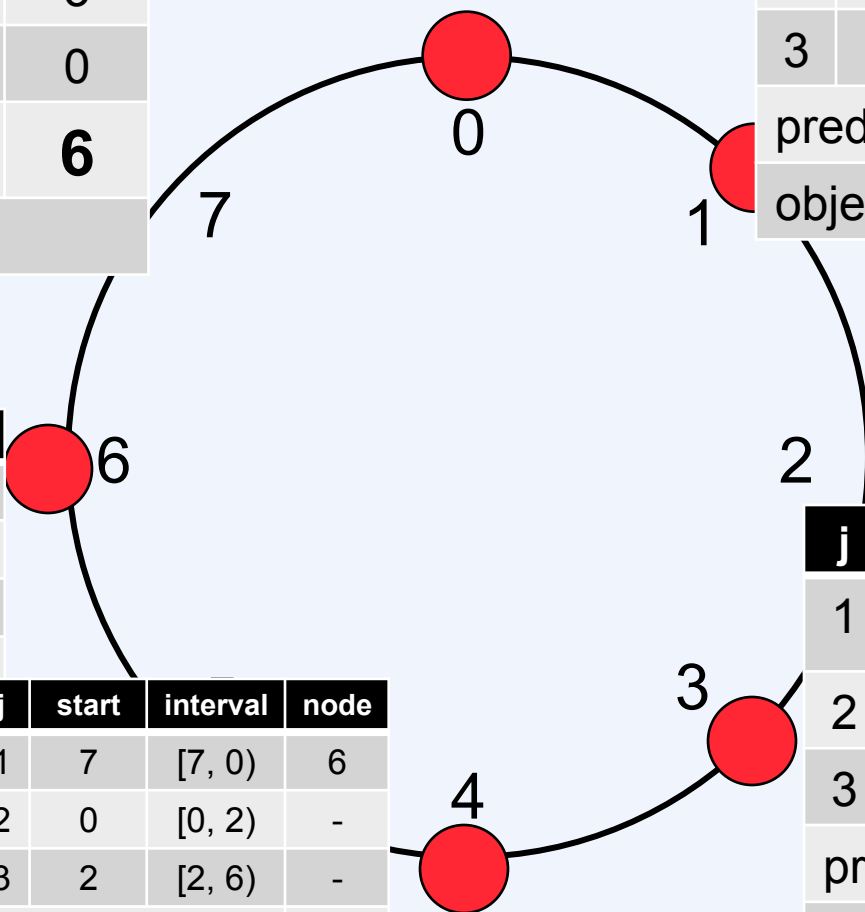 0
6
3
pred
obje
0
1
7
6
2
j
1
2
3
pr
3
4
j start interval node
1 7 [7, 0) 6
2 0 [0, 2) -
3 2 [2, 6) -